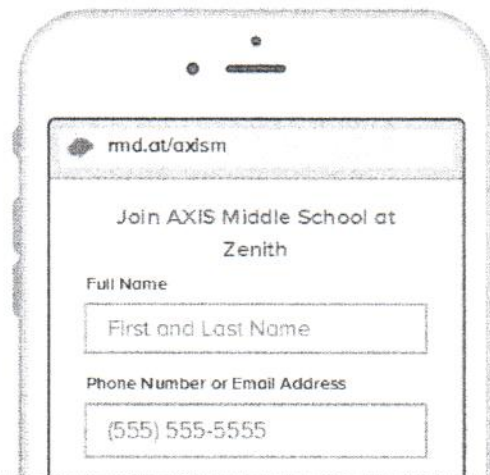 rmd.at/axism
Join AXIS Middle School at
Zenith
Full Name
First and Last Name
Phone Number or Email Address
(555) 555-5555